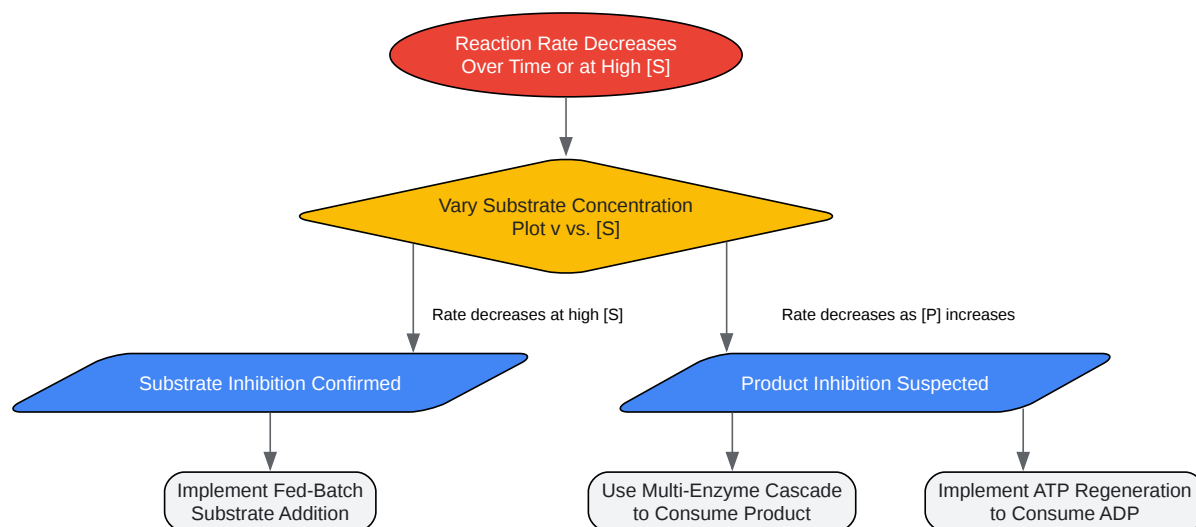 Reaction Rate Decreases
Over Time or at High [S]
Vary Substrate Concentration
Plot v vs. [S]
Rate decreases at high [S]
Rate decreases as [P] increases
Substrate Inhibition Confirmed
Product Inhibition Suspected
Implement Fed-Batch
Substrate Addition
Use Multi-Enzyme Cascade
to Consume Product
Implement ATP Regeneration
to Consume ADP